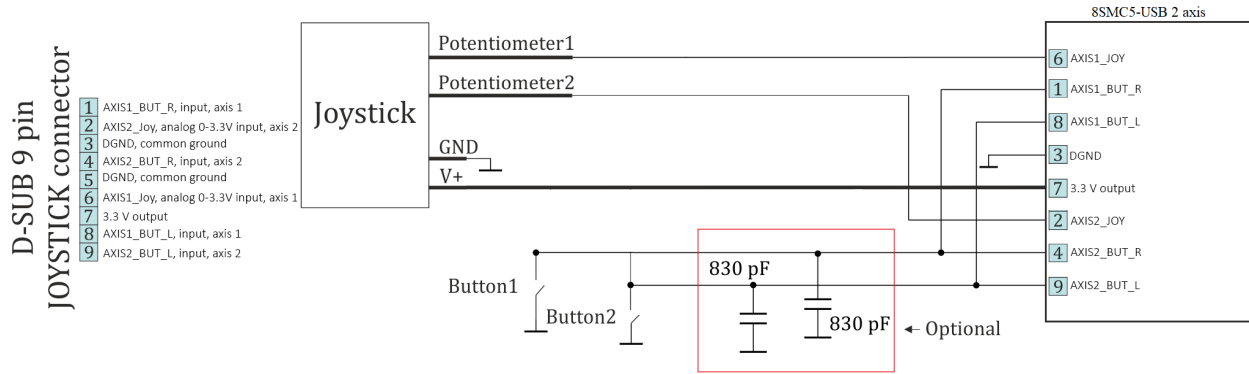 D-SUB 9 pin
JOYSTICK connector
1 AXIS1_BUT_R, input, axis 1
2 AXIS2_Joy, analog 0-3.3V input, axis 2
3 DGND, common ground
4 AXIS2_BUT_R, input, axis 2
5 DGND, common ground
6 AXIS1_Joy, analog 0-3.3V input, axis 1
7 3.3 V output
8 AXIS1_BUT_L, input, axis 1
9 AXIS2_BUT_L, input, axis 2
Joystick
Potentiometer1
Potentiometer2
GND
V+
Button1
Button2
830 pF
830 pF
← Optional
8SMC5-USB 2 axis
6 AXIS1_JOY
1 AXIS1_BUT_R
8 AXIS1_BUT_L
3 DGND
7 3.3 V output
2 AXIS2_JOY
4 AXIS2_BUT_R
9 AXIS2_BUT_L